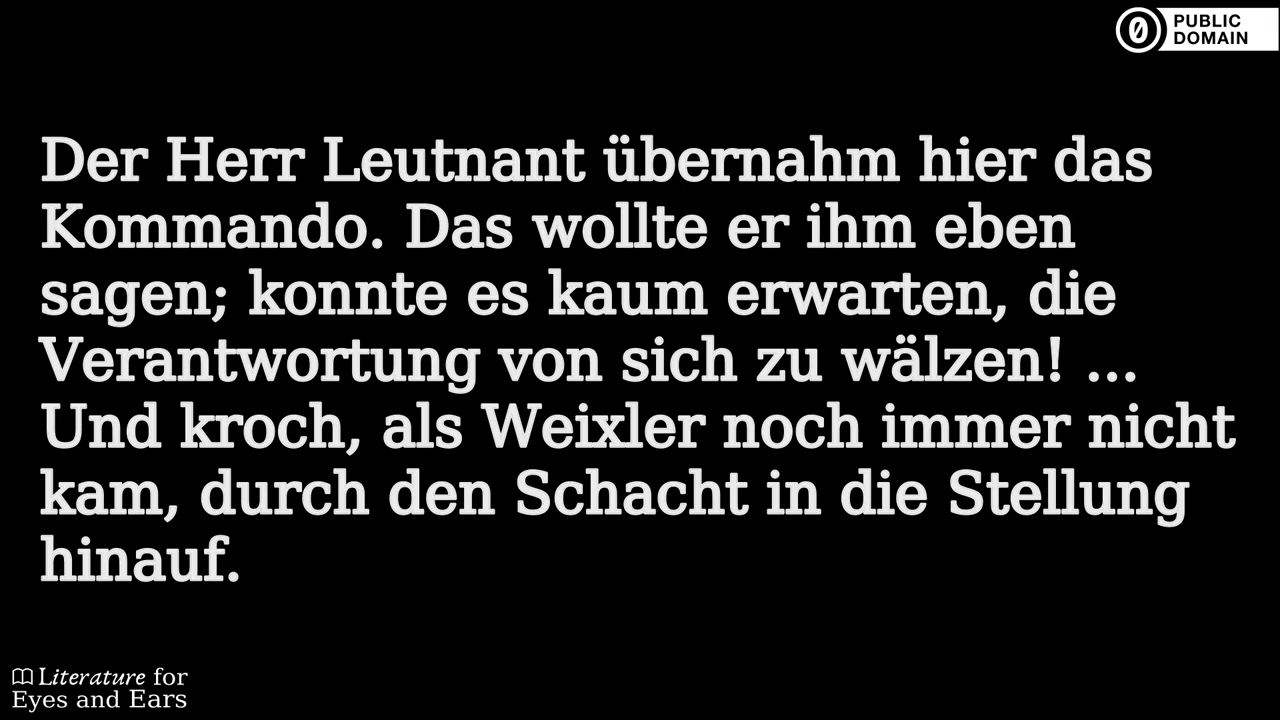 PUBLIC
DOMAIN
Der Herr Leutnant übernahm hier das
Kommando. Das wollte er ihm eben
sagen; konnte es kaum erwarten, die
Verantwortung von sich zu wälzen! ...
Und kroch, als Weixler noch immer nicht
kam, durch den Schacht in die Stellung
hinauf.
Literature for
Eyes and Ears